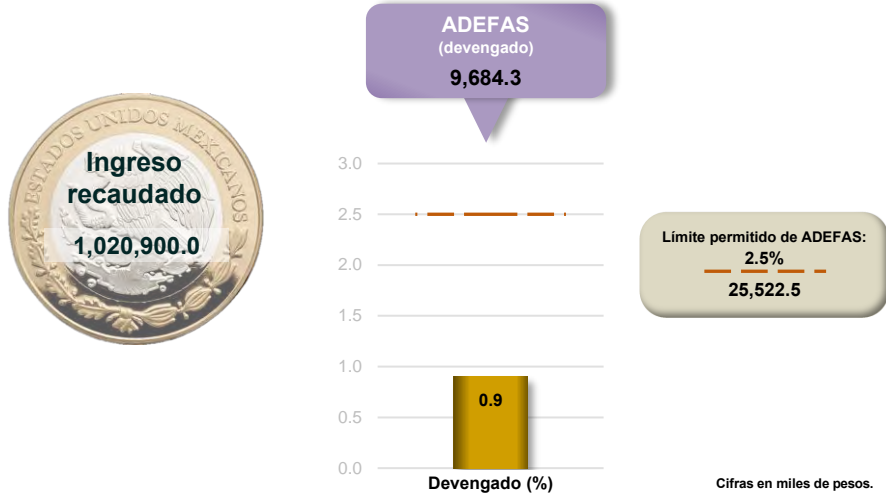 ADEFAS
(devengado)
9,684.3
ESTADOS UNIDOS MEXICANOS
Ingreso
recaudado
1,020,900.0
3.0
2.5
2.0
1.5
1.0
0.5
0.0
0.9
Devengado (%)
Límite permitido de ADEFAS:
2.5%
25,522.5
Cifras en miles de pesos.